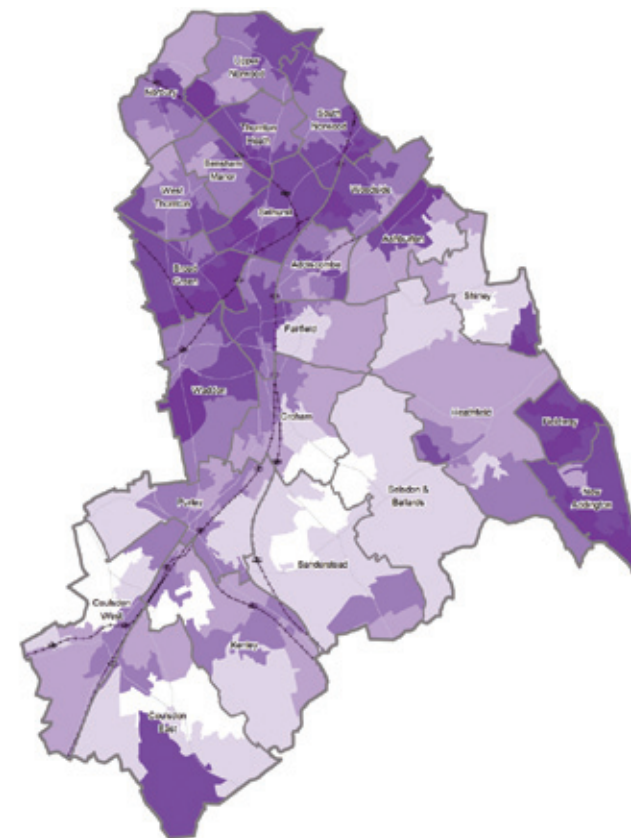 Upper
Norwood
Norbury
South
Norwood
Thornton
Heath
Bensham
Manor
West
Thornton
Woodside
Selhurst
Ashburton
Broad
Green
Addiscombe
Shirley
Fairfield
Waddon
Heathfield
Fieldway
Croham
New
Addington
Selsdon &
Ballards
Purley
Sanderstead
Coulsdon
West
Kenley
Coulsdon
East